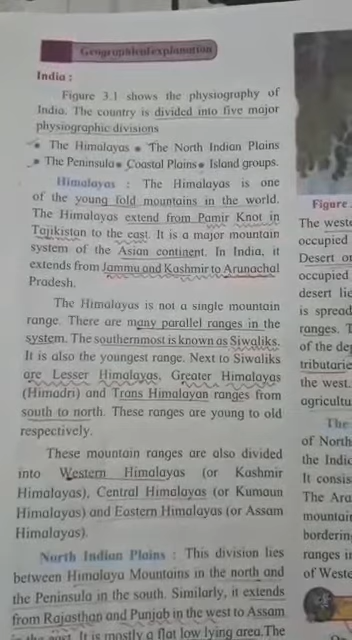 Geographical explanation
India :
Figure 3.1 shows the physiography of
India. The country is divided into five major
physiographic divisions
• The Himalayas • The North Indian Plains
• The Peninsula • Coastal Plains • Island groups.
Himalayas : The Himalayas is one
of the young fold mountains in the world.
The Himalayas extend from Pamir Knot in
Tajikistan to the east. It is a major mountain
system of the Asian continent. In India, it
extends from Jammu and Kashmir to Arunachal
Pradesh.
The Himalayas is not a single mountain
range. There are many parallel ranges in the
system. The southernmost is known as Siwaliks.
It is also the youngest range. Next to Siwaliks
are Lesser Himalayas, Greater Himalayas
(Himadri) and Trans Himalayan ranges from
south to north. These ranges are young to old
respectively.
These mountain ranges are also divided
into Western Himalayas (or Kashmir
Himalayas), Central Himalayas (or Kumaun
Himalayas) and Eastern Himalayas (or Assam
Himalayas).
North Indian Plains : This division lies
between Himalaya Mountains in the north and
the Peninsula in the south. Similarly, it extends
from Rajasthan and Punjab in the west to Assam
in the east. It is mostly a flat low lying area. The
Figure
The
occupied
Desert
occupied
desert
is spread
ranges.
of the
the west.
The
of North
the
It
The
ranges
of